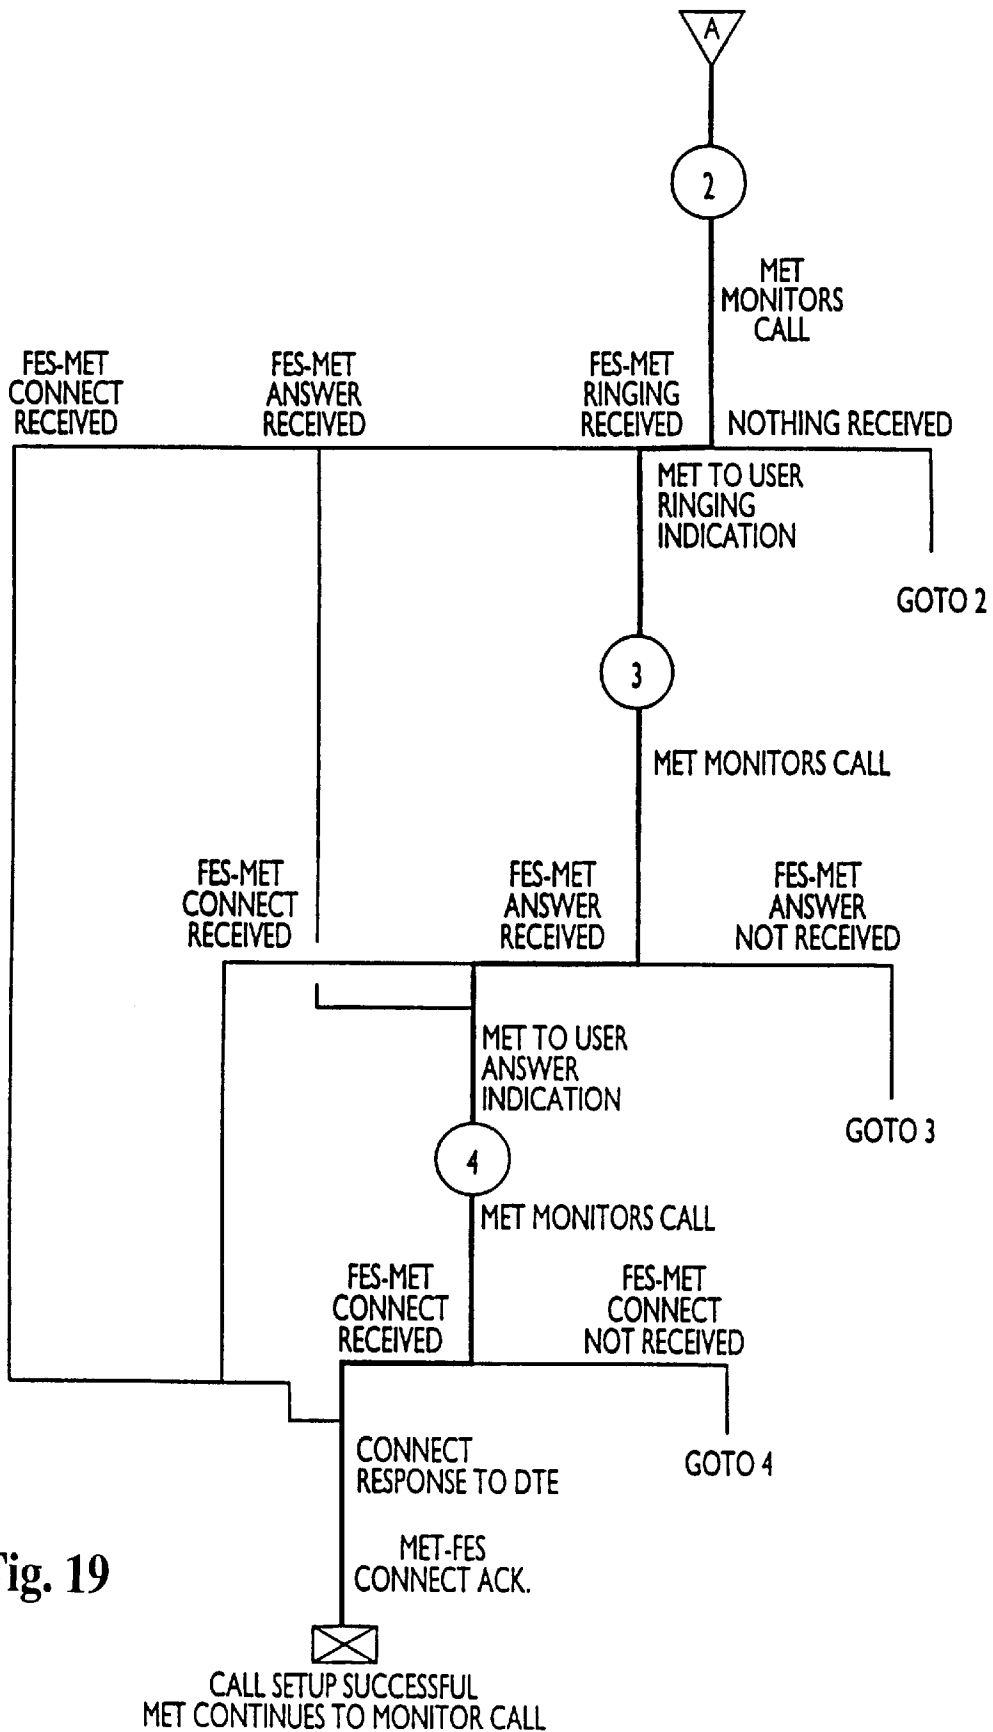 A
2
MET
MONITORS
CALL
FES-MET
CONNECT
RECEIVED
FES-MET
ANSWER
RECEIVED
FES-MET
RINGING
RECEIVED
NOTHING RECEIVED
MET TO USER
RINGING
INDICATION
GOTO 2
3
MET MONITORS CALL
FES-MET
CONNECT
RECEIVED
FES-MET
ANSWER
RECEIVED
FES-MET
ANSWER
NOT RECEIVED
MET TO USER
ANSWER
INDICATION
GOTO 3
4
MET MONITORS CALL
FES-MET
CONNECT
RECEIVED
FES-MET
CONNECT
NOT RECEIVED
CONNECT
RESPONSE TO DTE
GOTO 4
MET-FES
CONNECT ACK.
Fig. 19
CALL SETUP SUCCESSFUL
MET CONTINUES TO MONITOR CALL